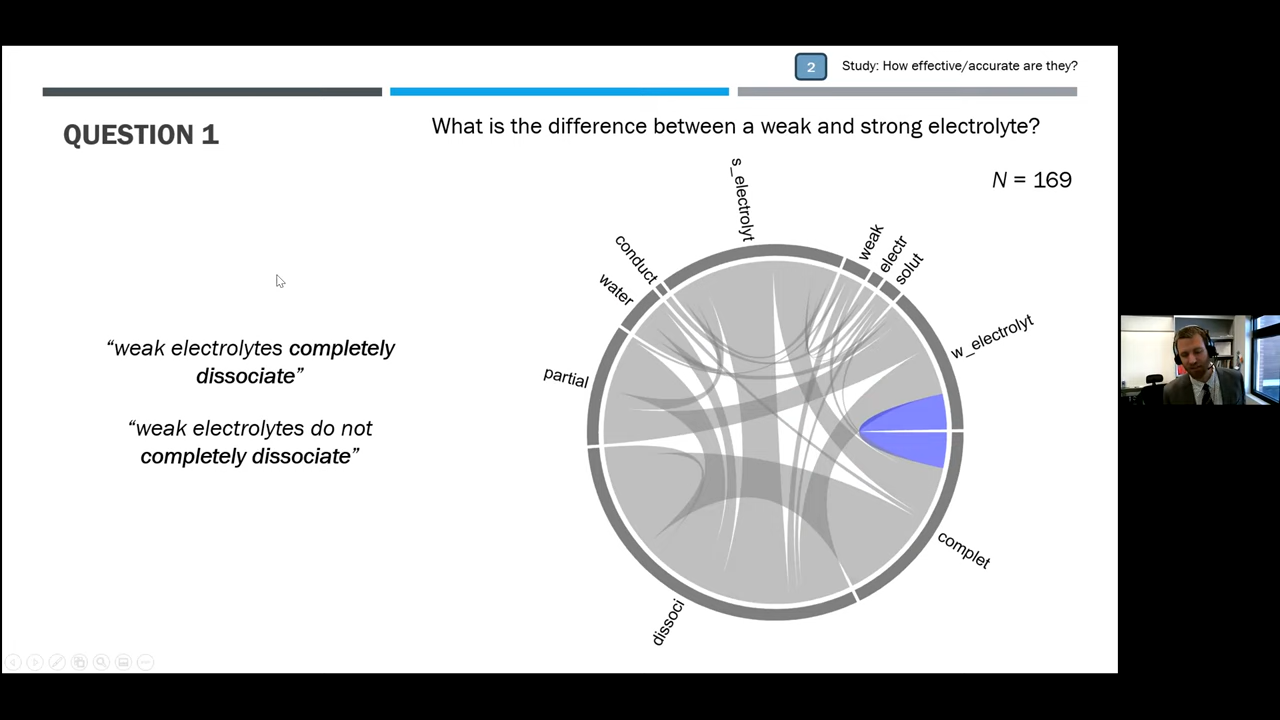 2
Study: How effective/accurate are they?
QUESTION 1
What is the difference between a weak and strong electrolyte?
N = 169
“weak electrolytes completely
dissociate”
“weak electrolytes do not
completely dissociate”
s_electrolyt
weak
electr
solut
w_electrolyt
complet
dissoci
partial
water
conduct